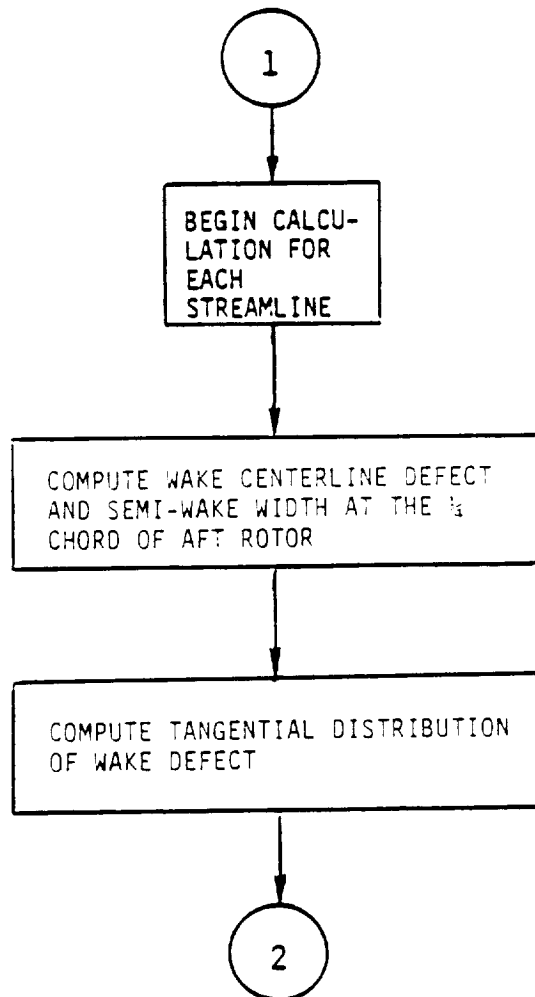 1
BEGIN CALCU-
LATION FOR
EACH
STREAMLINE
COMPUTE WAKE CENTERLINE DEFECT
AND SEMI-WAKE WIDTH AT THE ¼
CHORD OF AFT ROTOR
COMPUTE TANGENTIAL DISTRIBUTION
OF WAKE DEFECT
2